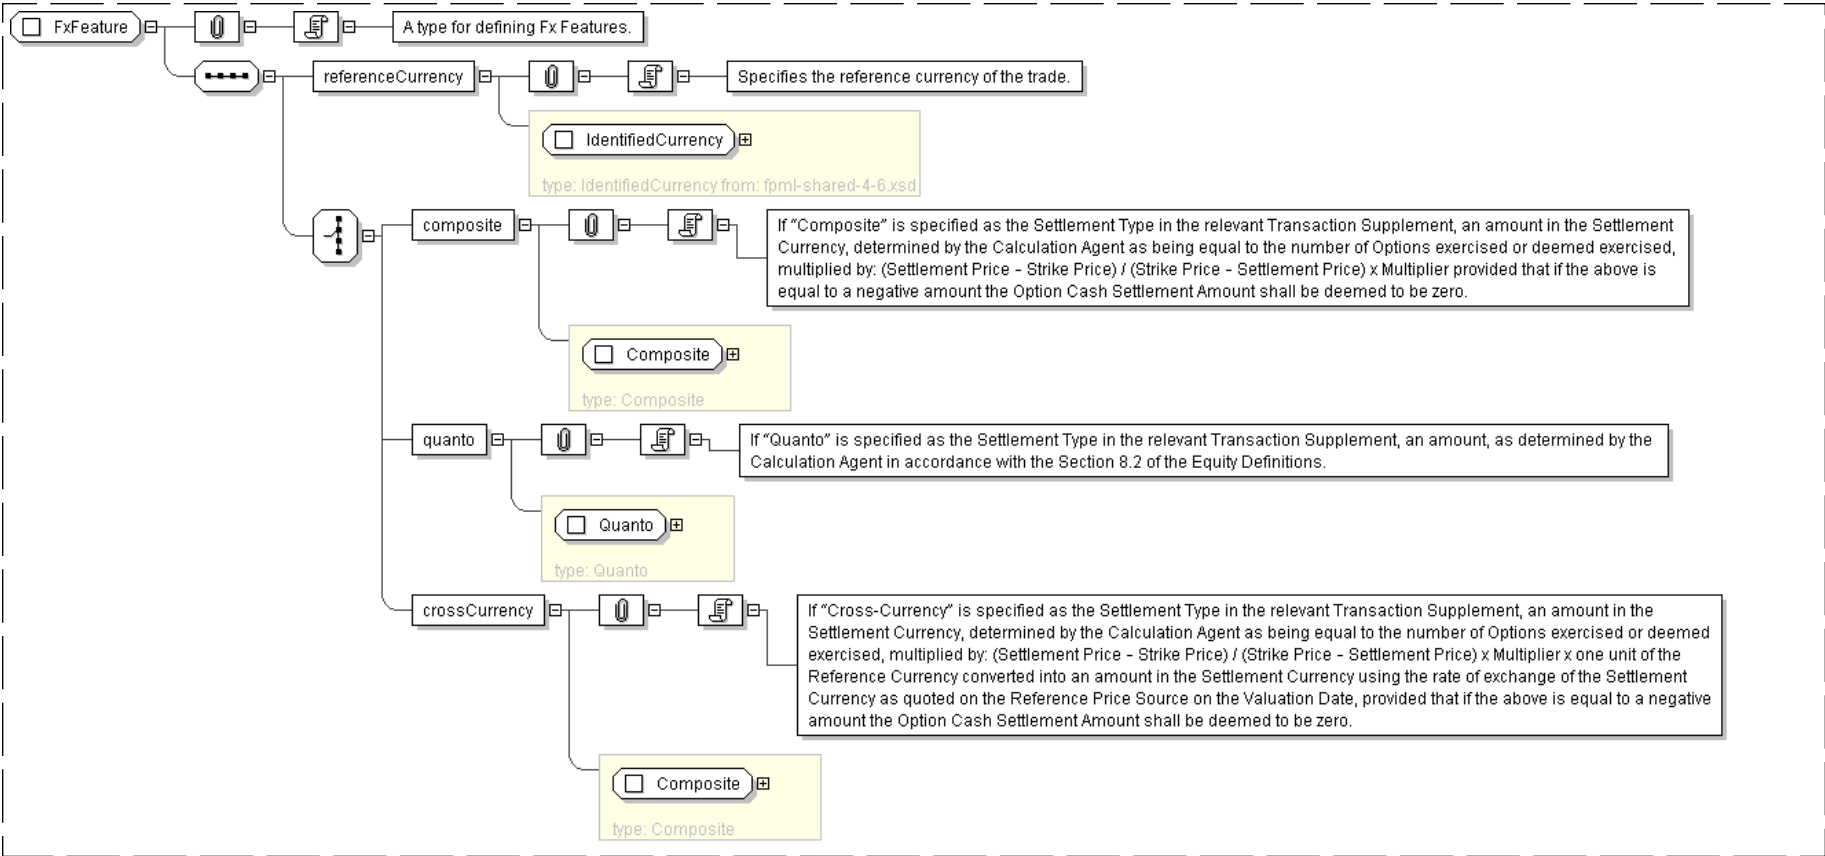 FxFeature
A type for defining Fx Features.
referenceCurrency
Specifies the reference currency of the trade.
IdentifiedCurrency
type: IdentifiedCurrency from: fpml-shared-4-6.xsd
composite
If “Composite” is specified as the Settlement Type in the relevant Transaction Supplement, an amount in the Settlement
Currency, determined by the Calculation Agent as being equal to the number of Options exercised or deemed exercised,
multiplied by: (Settlement Price – Strike Price) / (Strike Price – Settlement Price) x Multiplier provided that if the above is
equal to a negative amount the Option Cash Settlement Amount shall be deemed to be zero.
Composite
type: Composite
quanto
If “Quanto” is specified as the Settlement Type in the relevant Transaction Supplement, an amount, as determined by the
Calculation Agent in accordance with the Section 8.2 of the Equity Definitions.
Quanto
type: Quanto
crossCurrency
If “Cross-Currency” is specified as the Settlement Type in the relevant Transaction Supplement, an amount in the
Settlement Currency, determined by the Calculation Agent as being equal to the number of Options exercised or deemed
exercised, multiplied by: (Settlement Price – Strike Price) / (Strike Price – Settlement Price) x Multiplier x one unit of the
Reference Currency converted into an amount in the Settlement Currency using the rate of exchange of the Settlement
Currency as quoted on the Reference Price Source on the Valuation Date, provided that if the above is equal to a negative
amount the Option Cash Settlement Amount shall be deemed to be zero.
Composite
type: Composite